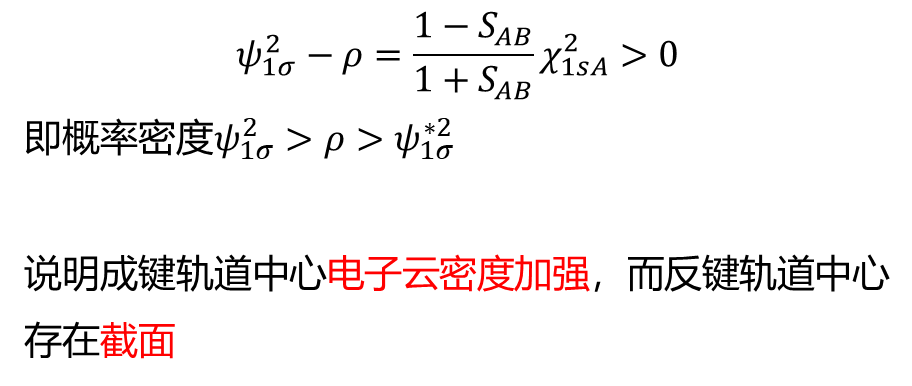 ψ²₁σ − ρ = (1 − S_AB)/(1 + S_AB) χ²₁sA > 0
即概率密度ψ²₁σ > ρ > ψ*²₁σ
说明成键轨道中心电子云密度加强，而反键轨道中心
存在截面